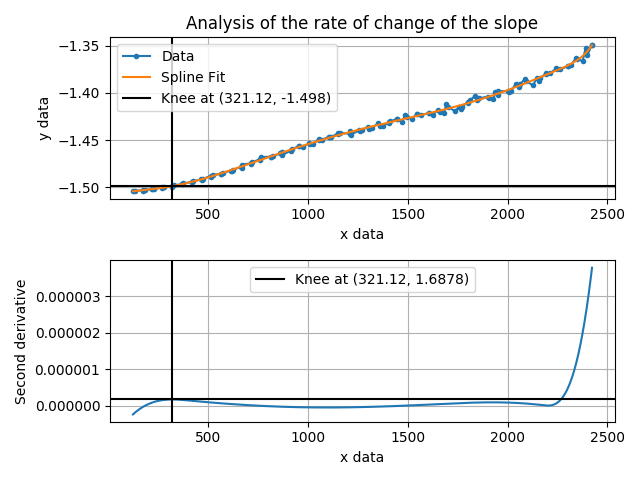 Analysis of the rate of change of the slope
−1.35
−1.40
−1.45
−1.50
y data
Data
Spline Fit
Knee at (321.12, -1.498)
500
1000
1500
2000
2500
x data
Second derivative
0.000003
0.000002
0.000001
0.000000
Knee at (321.12, 1.6878)
500
1000
1500
2000
2500
x data